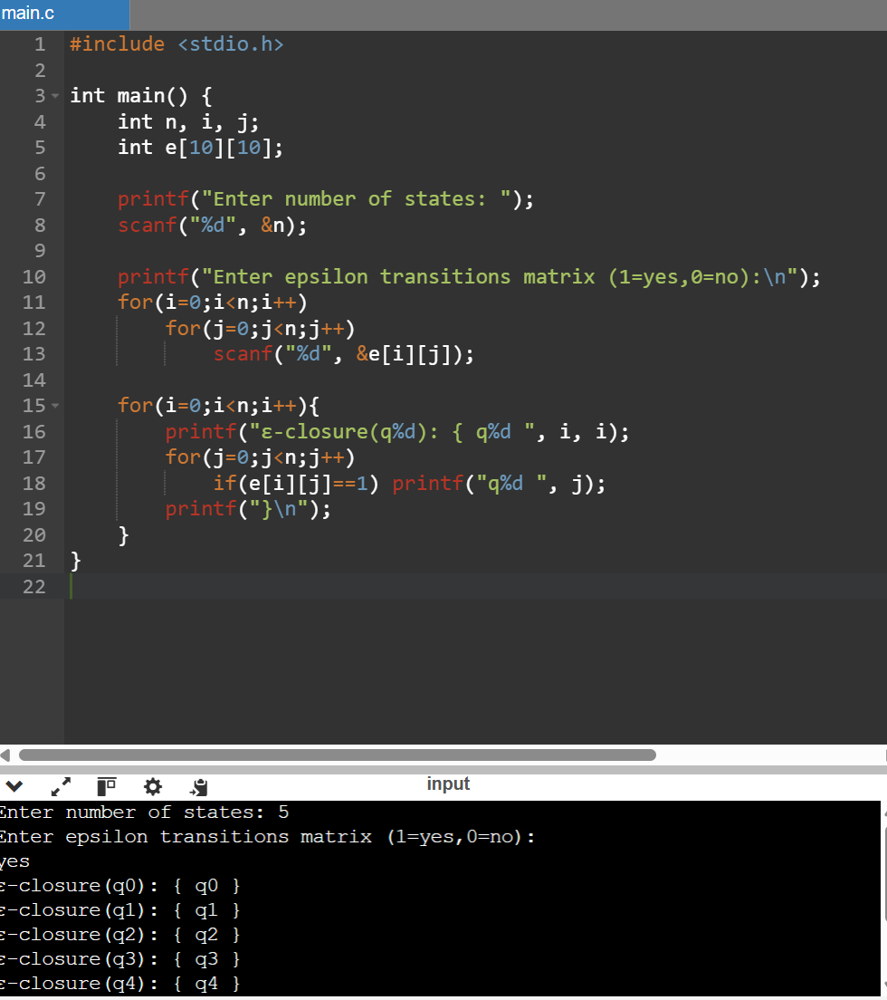 main.c
1 #include <stdio.h>
2
3 int main() {
4     int n, i, j;
5     int e[10][10];
6
7     printf("Enter number of states: ");
8     scanf("%d", &n);
9
10     printf("Enter epsilon transitions matrix (1=yes,0=no):\n");
11     for(i=0;i<n;i++)
12         for(j=0;j<n;j++)
13             scanf("%d", &e[i][j]);
14
15     for(i=0;i<n;i++){
16         printf("ε-closure(q%d): { q%d ", i, i);
17         for(j=0;j<n;j++)
18             if(e[i][j]==1) printf("q%d ", j);
19         printf("}\n");
20     }
21 }
22
input
Enter number of states: 5
Enter epsilon transitions matrix (1=yes,0=no):
yes
ε-closure(q0): { q0 }
ε-closure(q1): { q1 }
ε-closure(q2): { q2 }
ε-closure(q3): { q3 }
ε-closure(q4): { q4 }